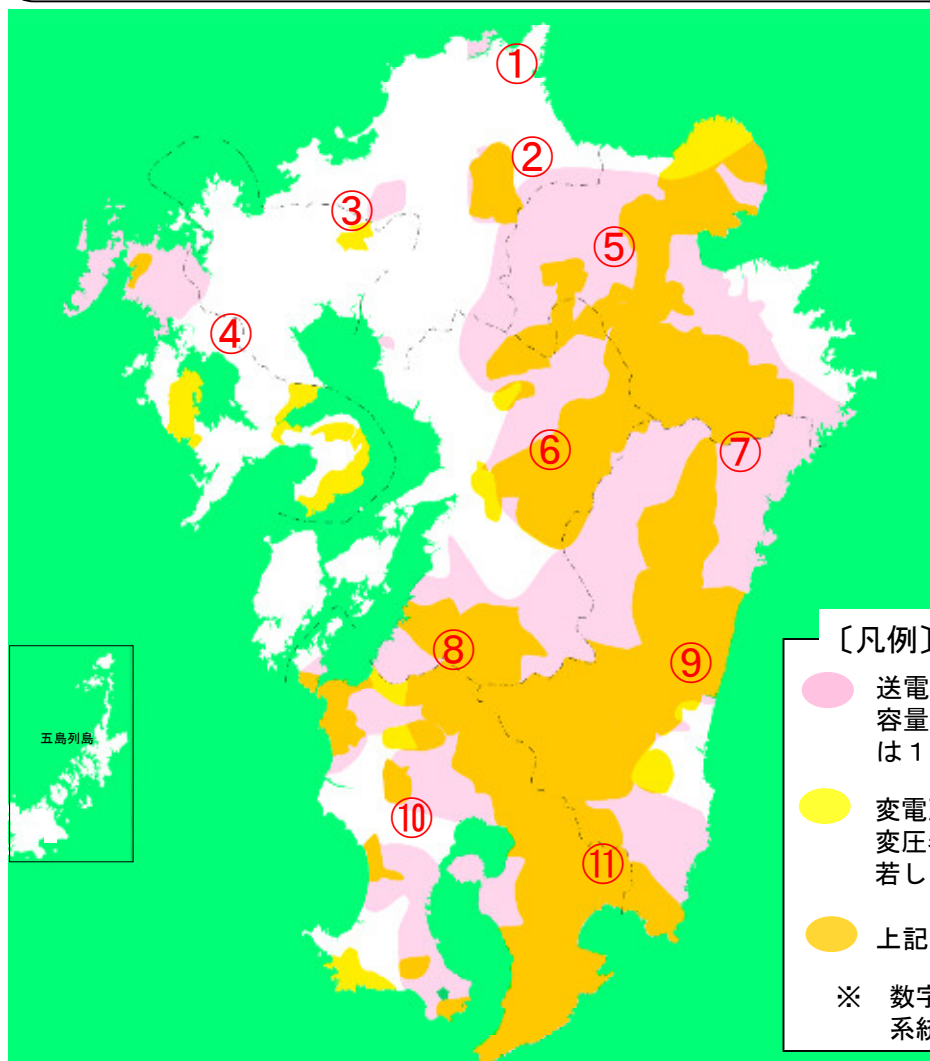 ①
②
③
⑤
④
⑥
⑦
⑧
⑨
⑩
⑪
五島列島
〔凡例〕
送電
容量
は１
変電
変圧
若し
上記
※ 数字
系統